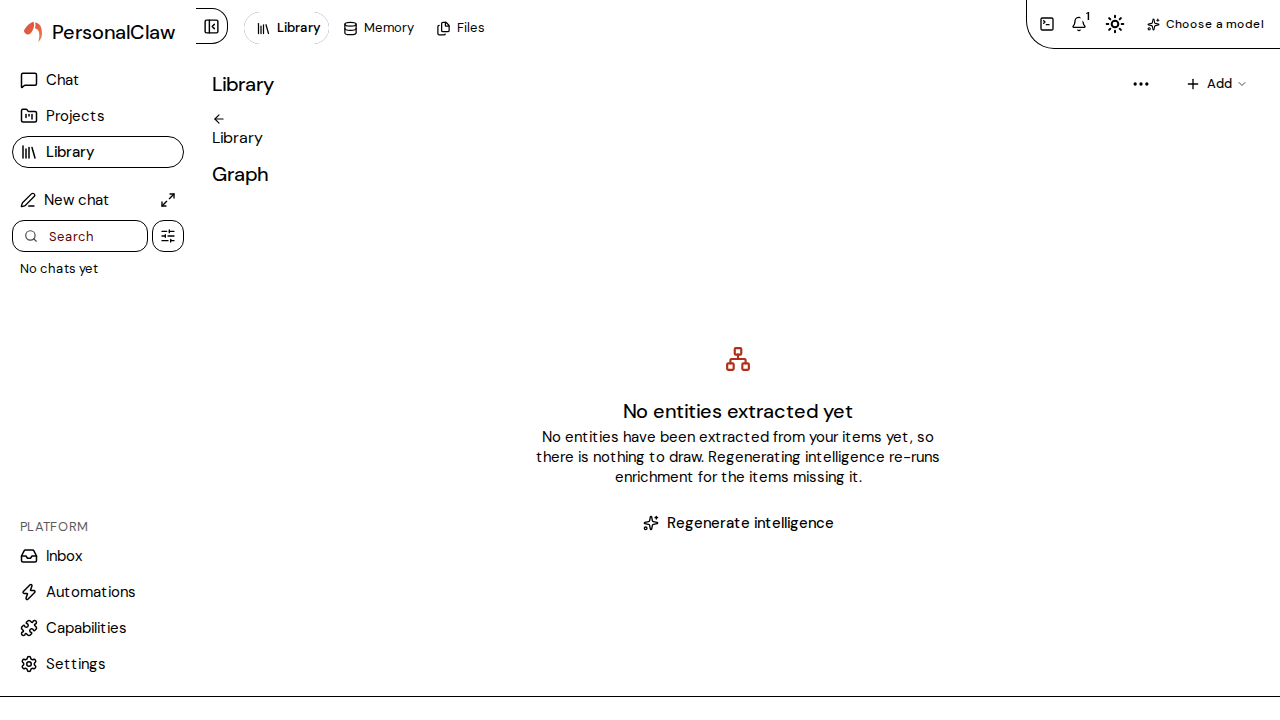 PersonalClaw
Chat
Projects
Library
New chat
Search
No chats yet
PLATFORM
Inbox
Automations
Capabilities
Settings
Library
Memory
Files
1
Choose a model
Library
Add
Library
Graph
No entities extracted yet
No entities have been extracted from your items yet, so
there is nothing to draw. Regenerating intelligence re-runs
enrichment for the items missing it.
Regenerate intelligence